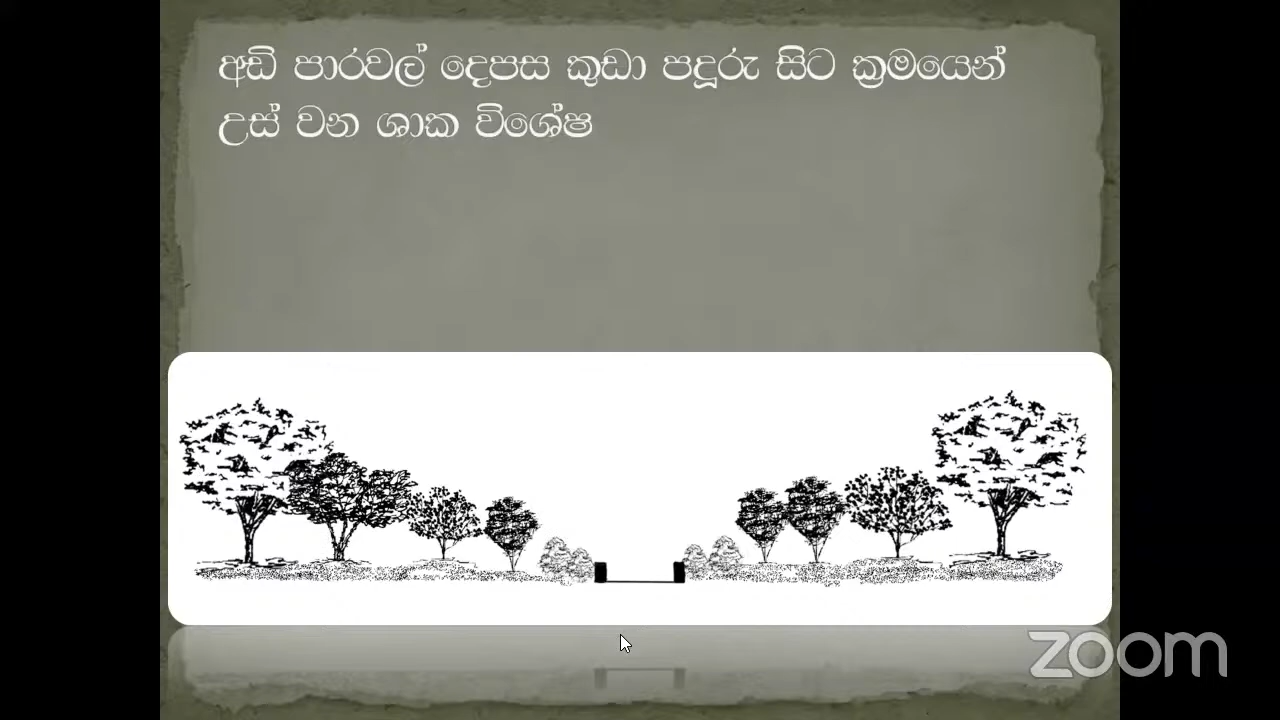 අඩි පාරවල් දෙපස කුඩා පඳුරු සිට ක්‍රමයෙන්
උස් වන ශාක විශේෂ
zoom